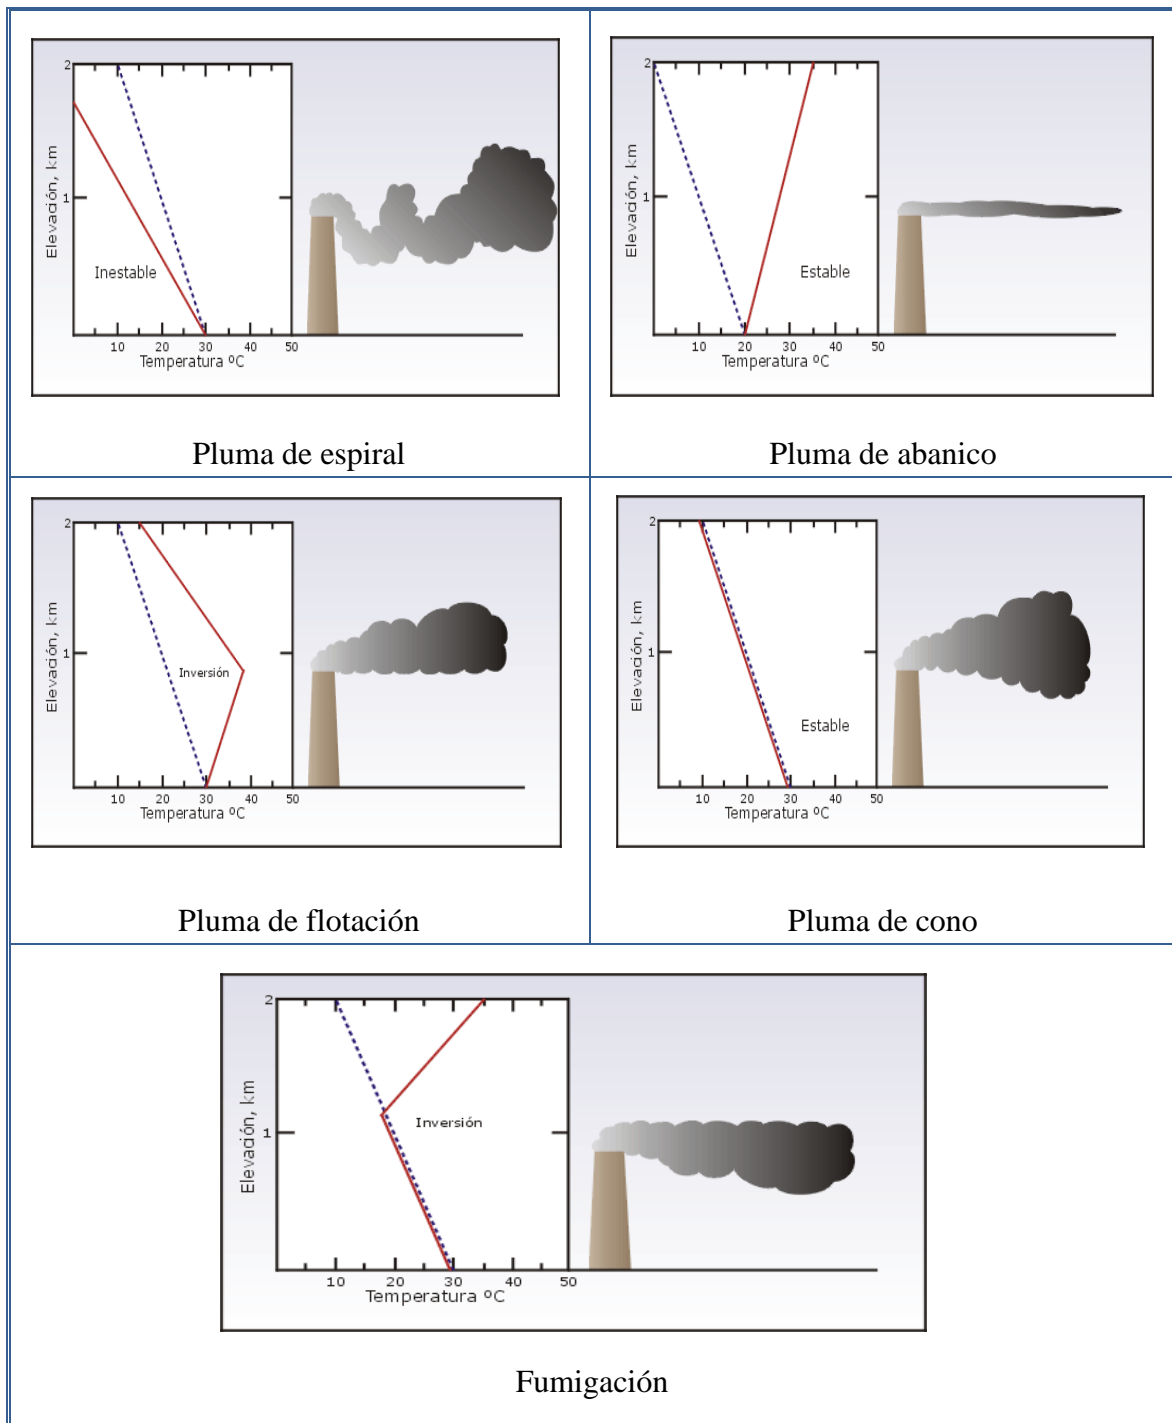 2
Elevación, km
1
Inestable
10 20 30 40 50
Temperatura ºC
Pluma de espiral
2
Elevación, km
1
Estable
10 20 30 40 50
Temperatura ºC
Pluma de abanico
2
Elevación, km
1
Inversión
10 20 30 40 50
Temperatura ºC
Pluma de flotación
2
Elevación, km
1
Estable
10 20 30 40 50
Temperatura ºC
Pluma de cono
2
Elevación, km
1
Inversión
10 20 30 40 50
Temperatura ºC
Fumigación